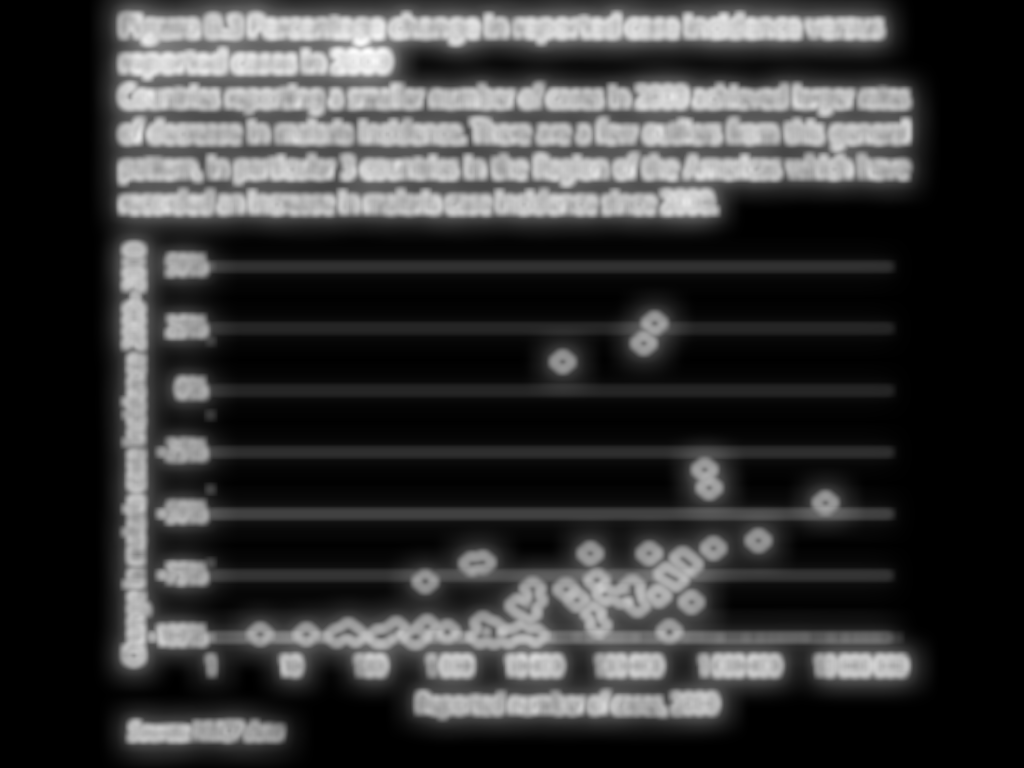 Figure 8.3 Percentage change in reported case incidence versus
reported cases in 2000
Countries reporting a smaller number of cases in 2000 achieved larger rates
of decrease in malaria incidence. There are a few outliers from this general
pattern, in particular 3 countries in the Region of the Americas which have
recorded an increase in malaria case incidence since 2000.
Change in malaria case incidence 2000–2010
50%
25%
0%
-25%
-50%
-75%
-100%
1 10 100 1 000 10 000 100 000 1 000 000 10 000 000
Reported number of cases, 2000
Source: data